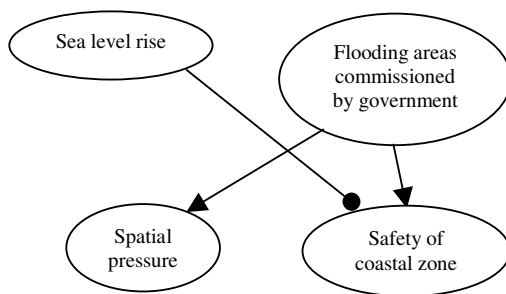 Sea level rise
Flooding areas
commissioned
by government
Spatial
pressure
Safety of
coastal zone